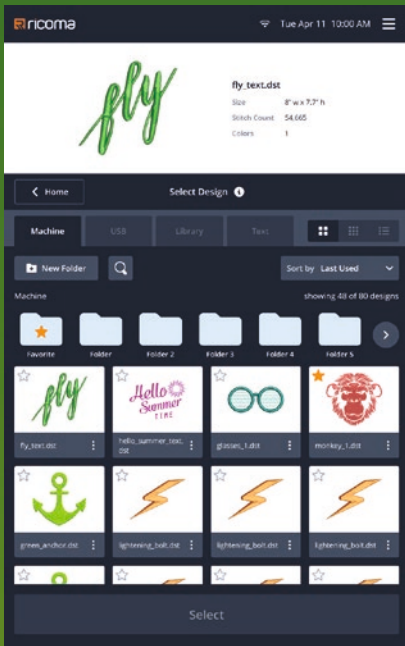 ricoma
Tue Apr 11 10:00 AM
fly
fly_text.dst
Size 8" w x 7.7" h
Stitch Count 54,665
Colors 1
Home
Select Design
Machine USB Library Text
New Folder
Sort by Last Used
Machine
showing 48 of 80 designs
Favorite Folder Folder 2 Folder 3 Folder 4 Folder 5
fly
Hello
Summer
TIME
fly_text.dst
hello_summer_text.
dst
glasses_1.dst
monkey_1.dst
green_anchor.dst
lightening_bolt.dst
lightening_bolt.dst
lightening_bolt.dst
Select